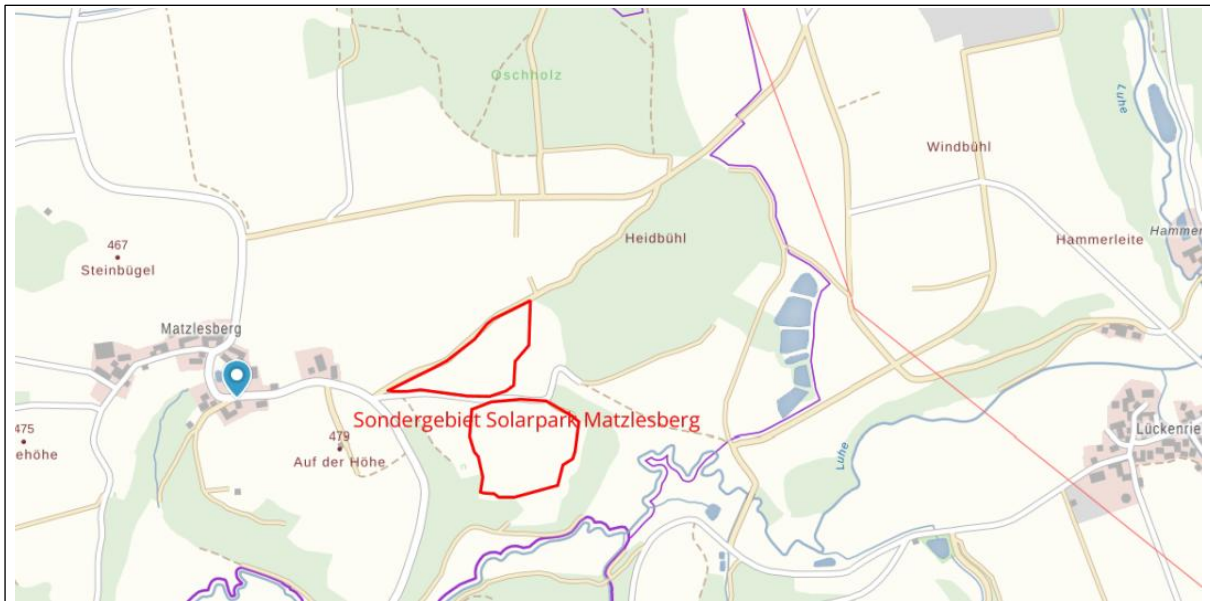 Oschholz
Luhe
Windbühl
467
Steinbügel
Heidbühl
Hammerleite
Hammer
Matzlesberg
Sondergebiet Solarpark Matzlesberg
475
ehöhe
479
Auf der Höhe
Luhe
Lückenrie